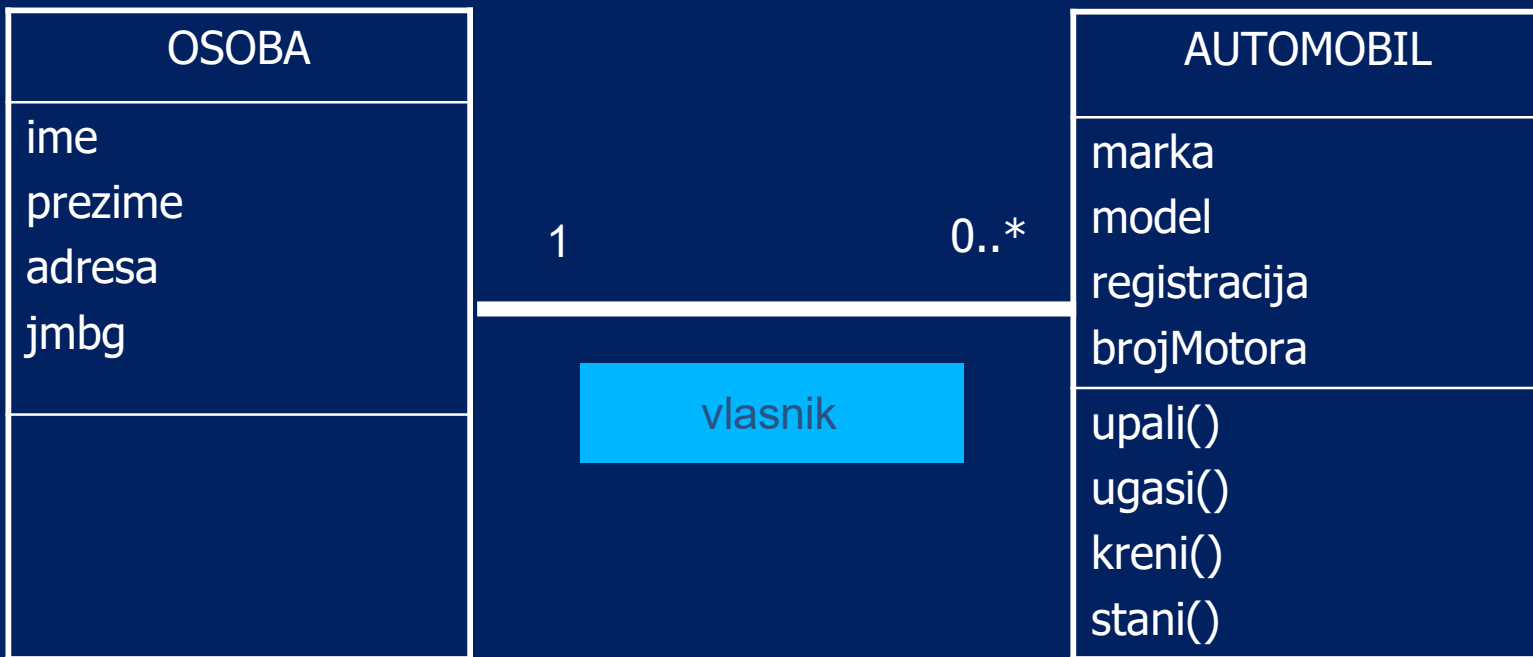 OSOBA
ime
prezime
adresa
jmbg
1
0..*
vlasnik
AUTOMOBIL
marka
model
registracija
brojMotora
upali()
ugasi()
kreni()
stani()